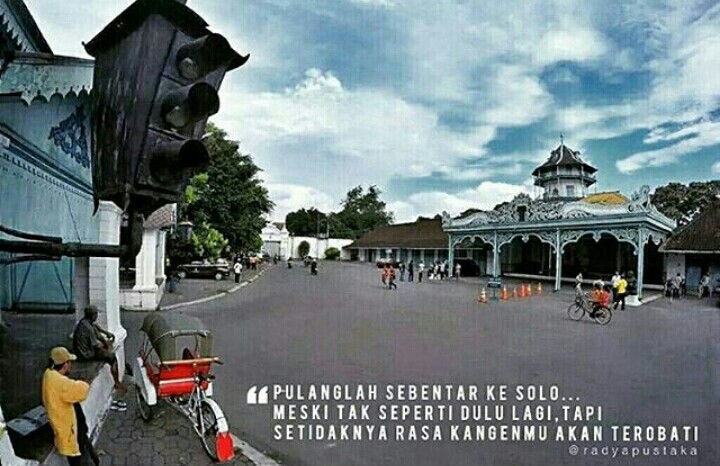 “ PULANGLAH SEBENTAR KE SOLO...
MESKI TAK SEPERTI DULU LAGI,TAPI
SETIDAKNYA RASA KANGENMU AKAN TEROBATI
@radyapustaka